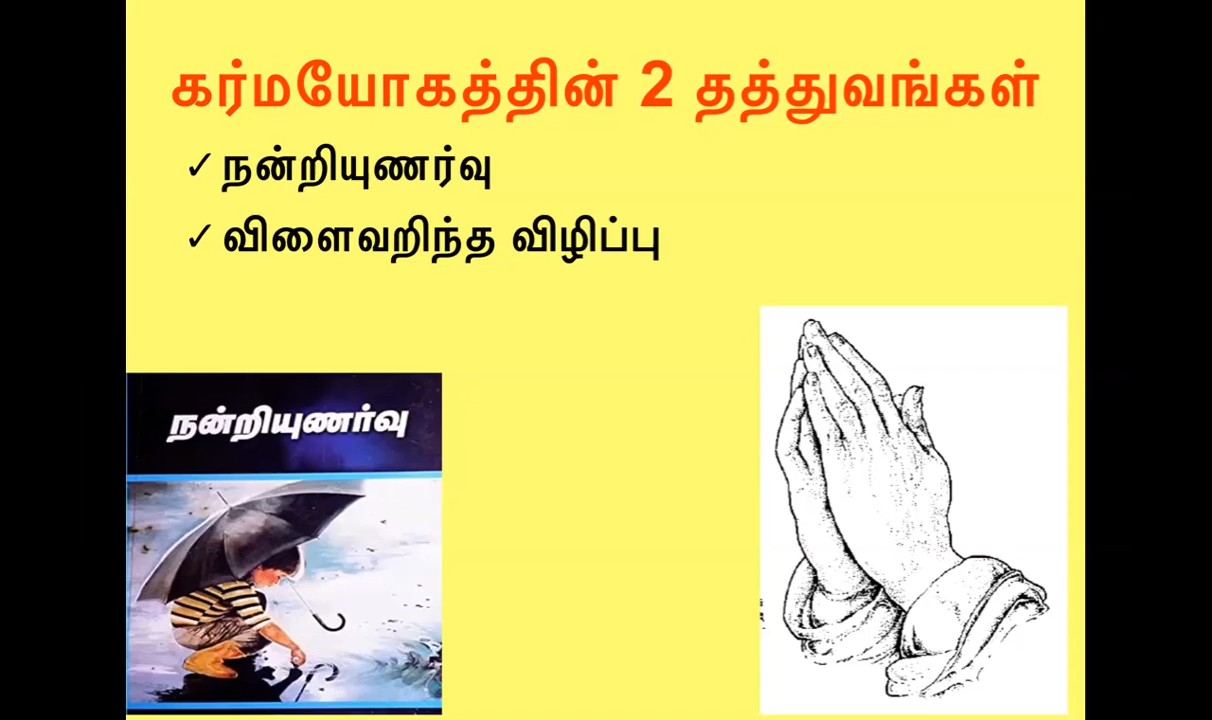 கர்மயோகத்தின் 2 தத்துவங்கள்
✓ நன்றியுணர்வு
✓ விளைவறிந்த விழிப்பு
நன்றியுணர்வு